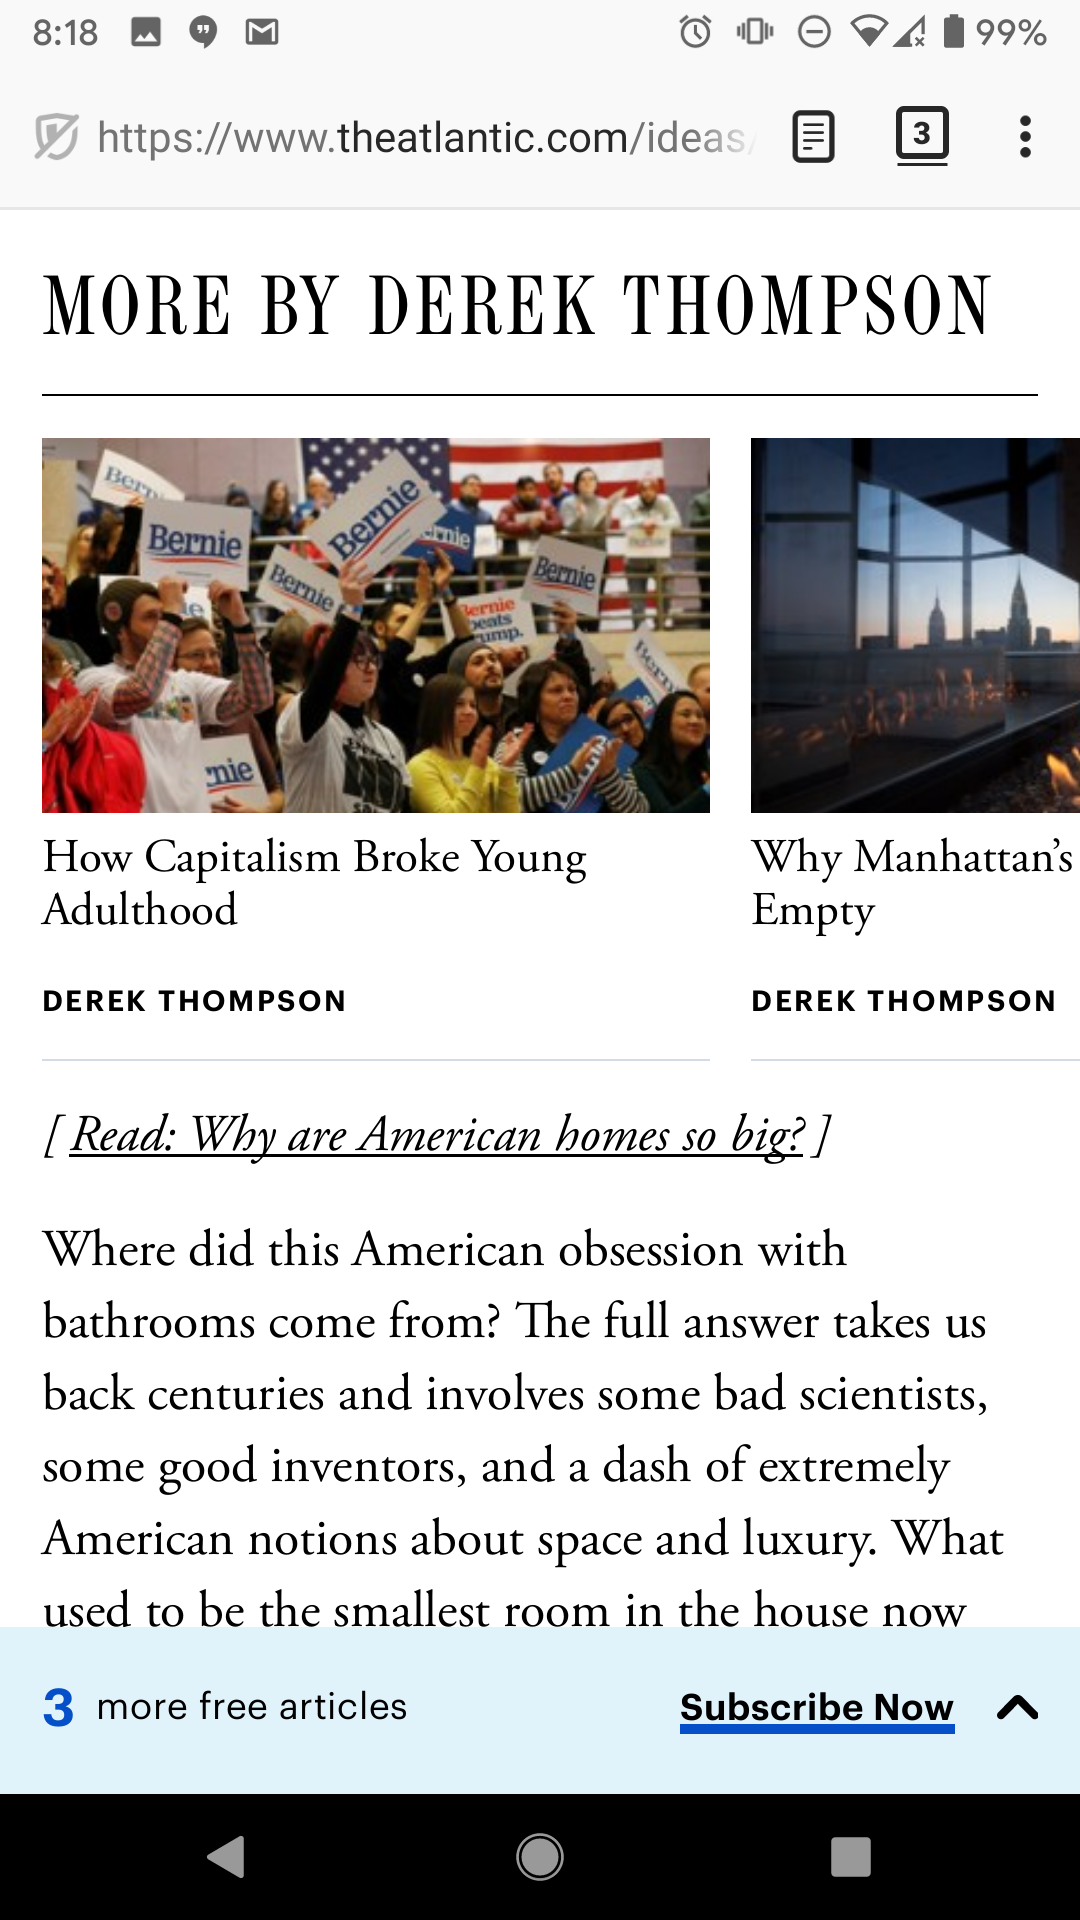 8:18
99%
https://www.theatlantic.com/ideas/
3
MORE BY DEREK THOMPSON
Bernie
Bernie
Bernie
Bernie
Bernie
Bernie
How Capitalism Broke Young
Adulthood
DEREK THOMPSON
Why Manhattan’s
Empty
DEREK THOMPSON
[ Read: Why are American homes so big? ]
Where did this American obsession with
bathrooms come from? The full answer takes us
back centuries and involves some bad scientists,
some good inventors, and a dash of extremely
American notions about space and luxury. What
used to be the smallest room in the house now
3 more free articles
Subscribe Now